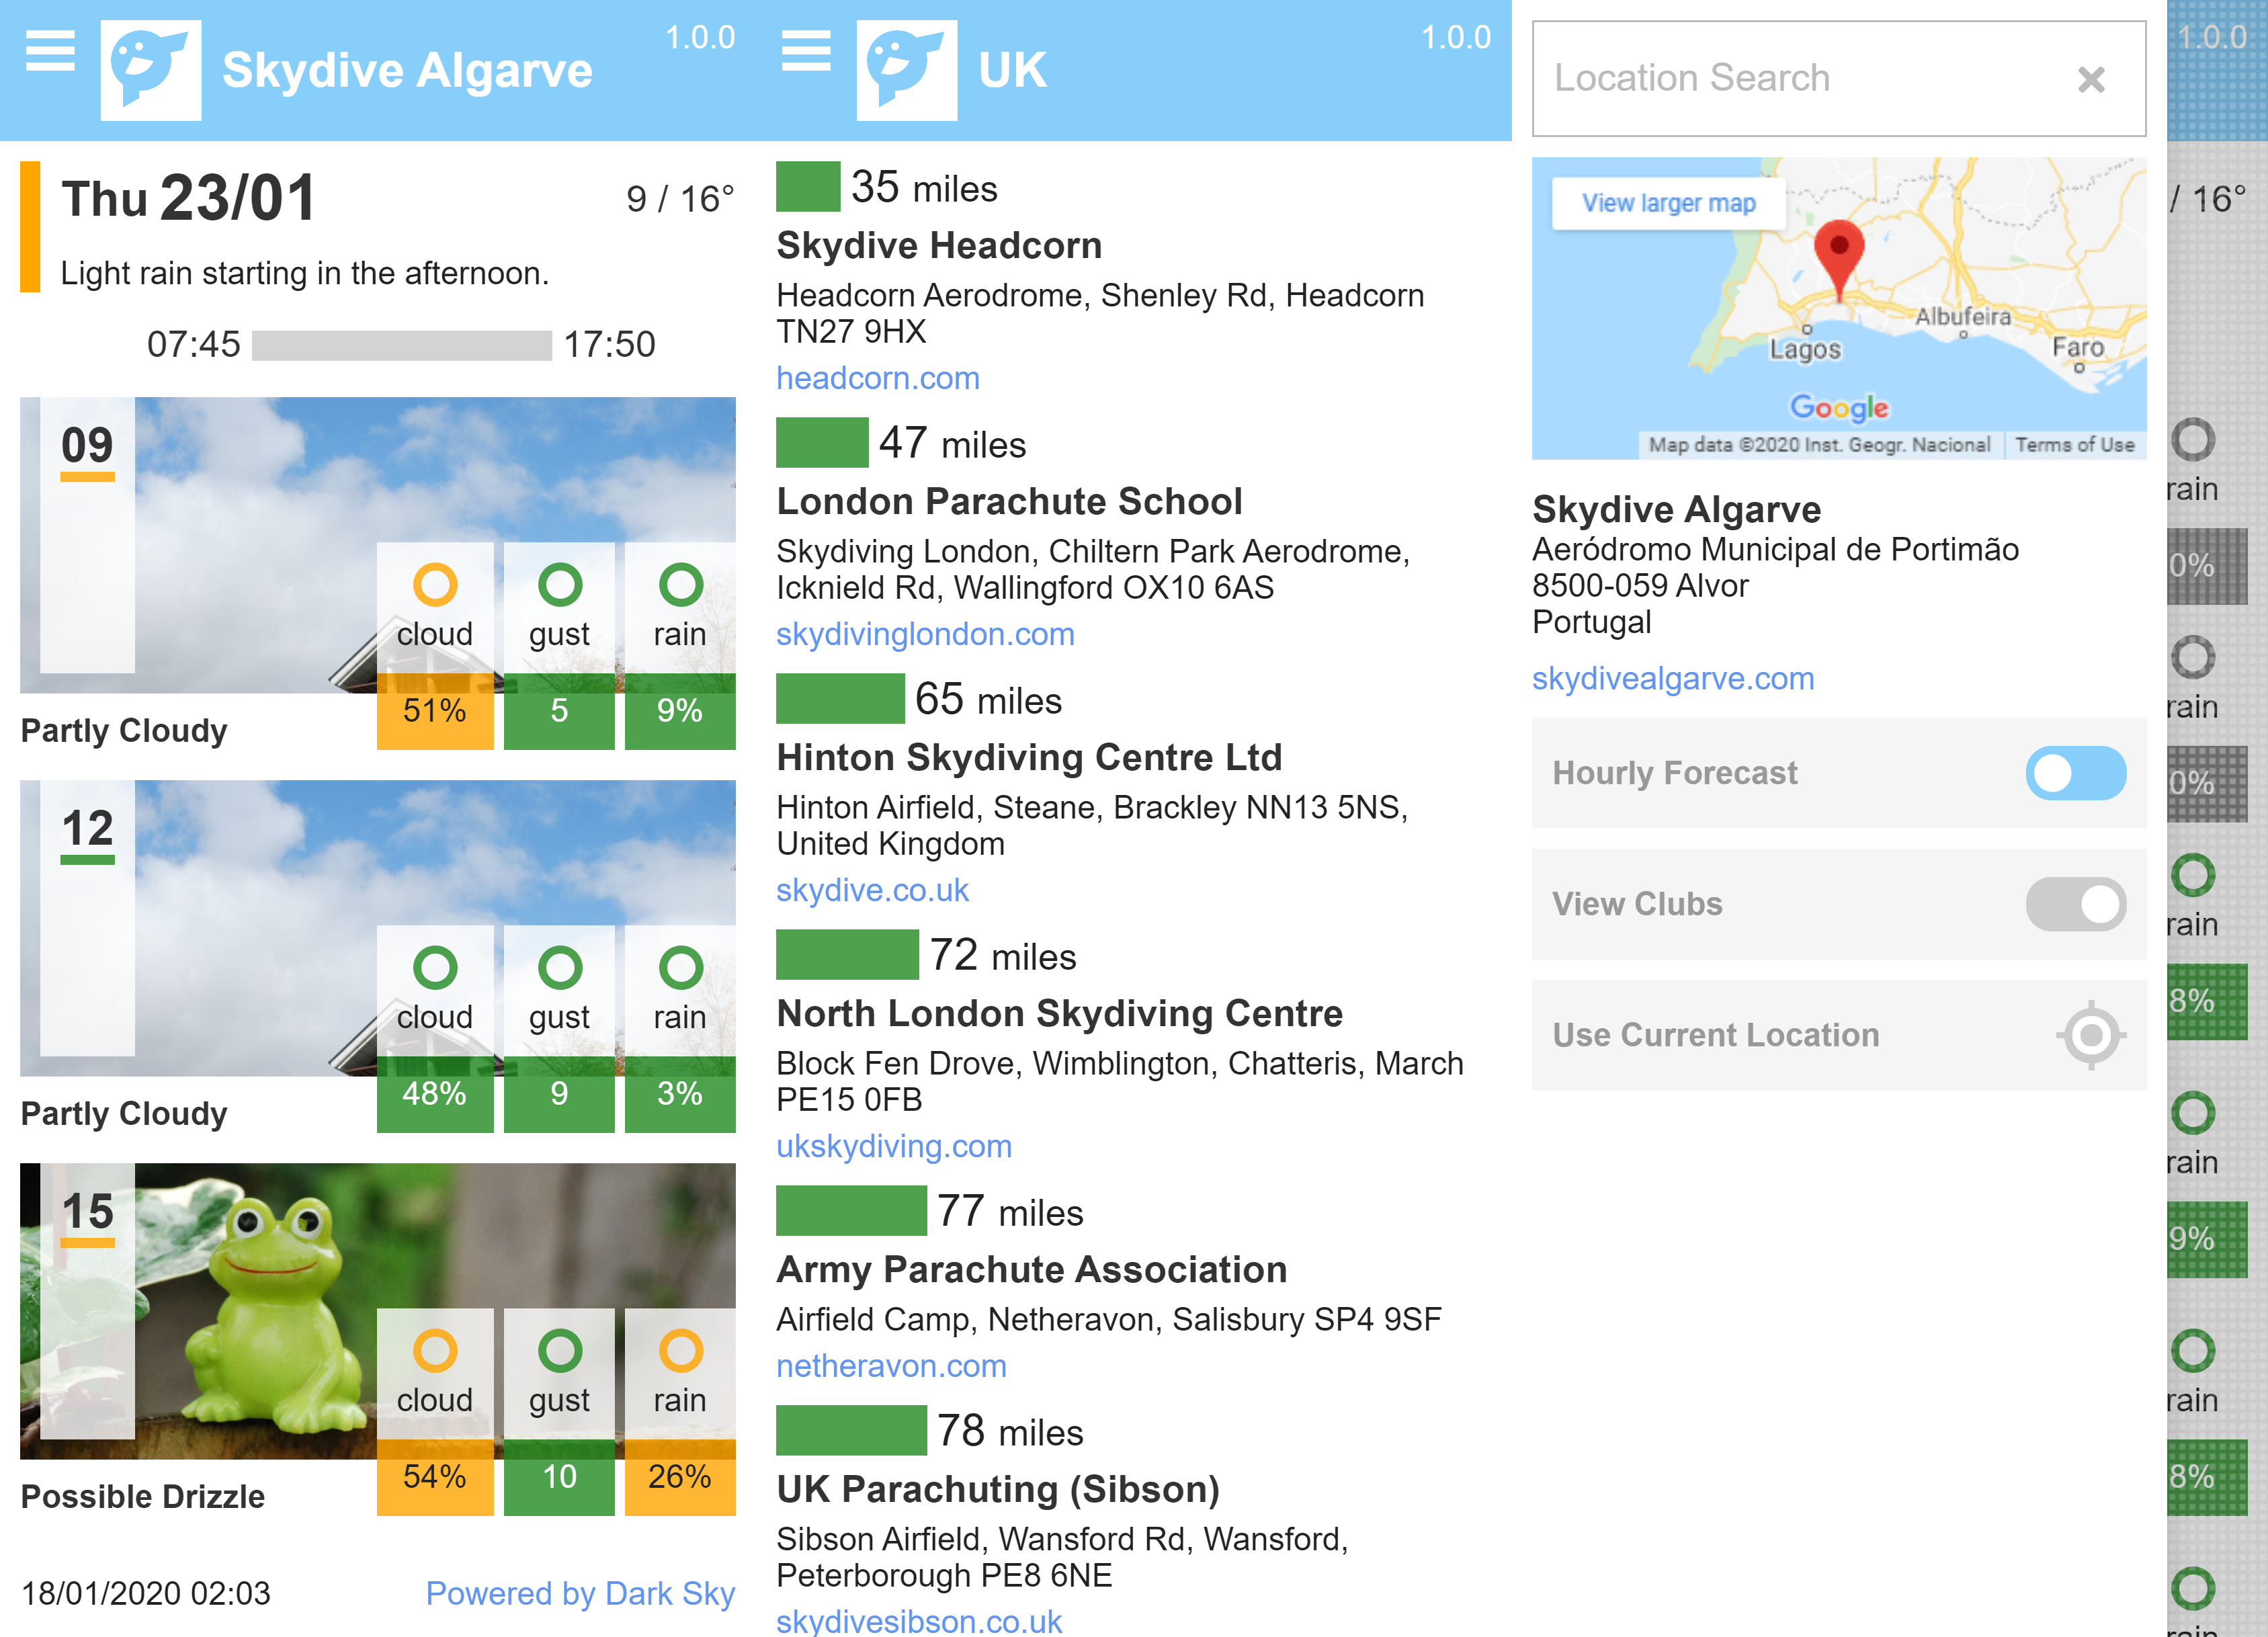 Skydive Algarve
1.0.0
Thu 23/01
9 / 16°
Light rain starting in the afternoon.
07:45
17:50
09
cloud
gust
rain
51%
5
9%
Partly Cloudy
12
cloud
gust
rain
48%
9
3%
Partly Cloudy
15
cloud
gust
rain
54%
10
26%
Possible Drizzle
18/01/2020 02:03
Powered by Dark Sky
UK
1.0.0
35 miles
Skydive Headcorn
Headcorn Aerodrome, Shenley Rd, Headcorn
TN27 9HX
headcorn.com
47 miles
London Parachute School
Skydiving London, Chiltern Park Aerodrome,
Icknield Rd, Wallingford OX10 6AS
skydivinglondon.com
65 miles
Hinton Skydiving Centre Ltd
Hinton Airfield, Steane, Brackley NN13 5NS,
United Kingdom
skydive.co.uk
72 miles
North London Skydiving Centre
Block Fen Drove, Wimblington, Chatteris, March
PE15 0FB
ukskydiving.com
77 miles
Army Parachute Association
Airfield Camp, Netheravon, Salisbury SP4 9SF
netheravon.com
78 miles
UK Parachuting (Sibson)
Sibson Airfield, Wansford Rd, Wansford,
Peterborough PE8 6NE
skydivesibson.co.uk
Location Search
View larger map
Albufeira
Lagos
Faro
Google
Map data ©2020 Inst. Geogr. Nacional
Terms of Use
Skydive Algarve
Aeródromo Municipal de Portimão
8500-059 Alvor
Portugal
skydivealgarve.com
Hourly Forecast
View Clubs
Use Current Location
1.0.0
/ 16°
rain
0%
rain
0%
rain
8%
rain
9%
rain
8%
rain